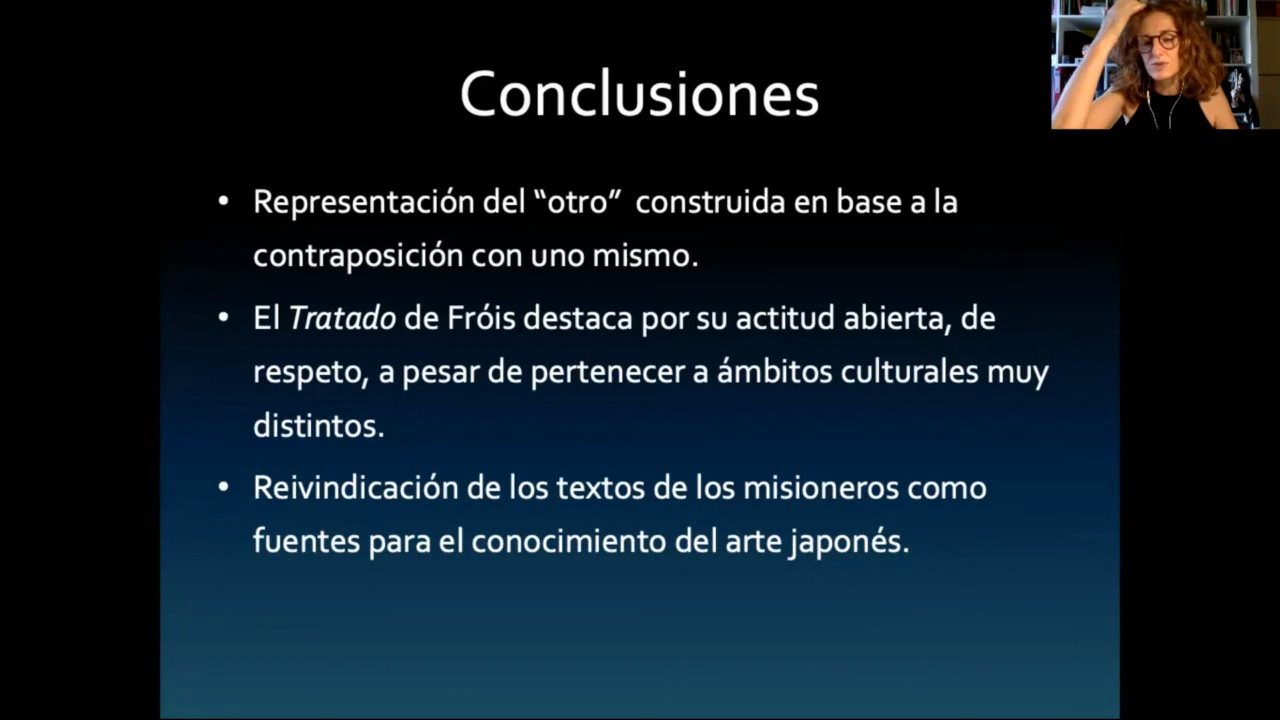 Conclusiones
• Representación del “otro” construida en base a la
contraposición con uno mismo.
• El Tratado de Fróis destaca por su actitud abierta, de
respeto, a pesar de pertenecer a ámbitos culturales muy
distintos.
• Reivindicación de los textos de los misioneros como
fuentes para el conocimiento del arte japonés.